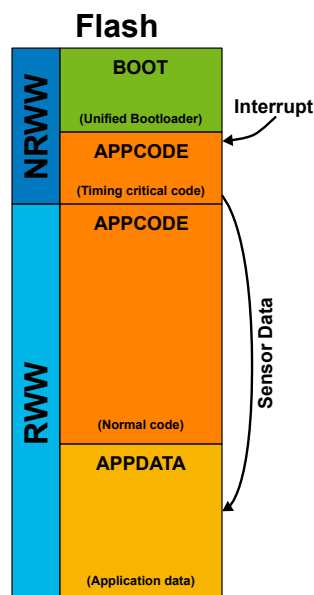 Flash
NRWW
BOOT
(Unified Bootloader)
Interrupt
APPCODE
(Timing critical code)
RWW
APPCODE
(Normal code)
Sensor Data
APPDATA
(Application data)